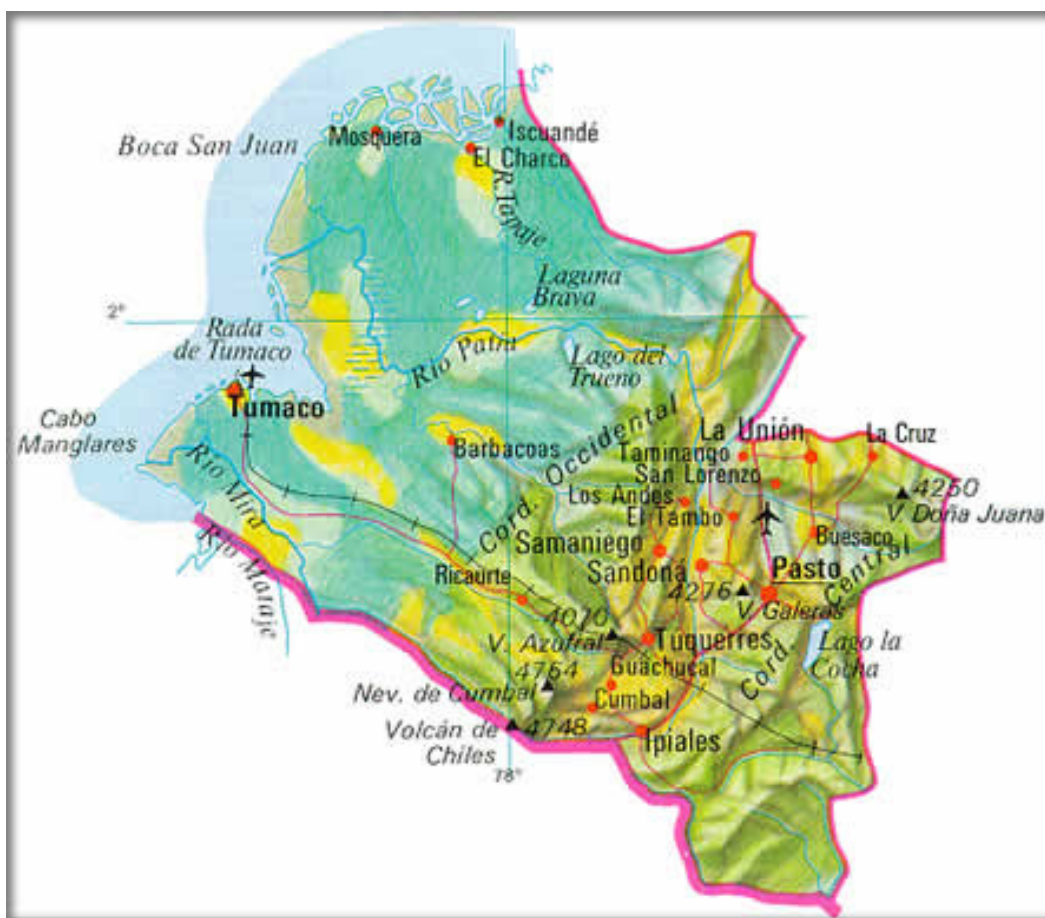 Iscuandé
Mosquera
Boca San Juan
El Charco
R. Tapaje
Laguna
Brava
2°
Rada
de Tumaco
Río Patía
Lago del
Trueno
Tumaco
Cabo
Manglares
Barbacoas
Cord. Occidental
La Unión
La Cruz
Taminango
San Lorenzo
Río Mira
Los Andes
4250
V. Doña Juana
El Tambo
Río Mataje
Samaniego
Buesaco
Sandoná
Pasto
Ricaurte
4276
V. Galeras
Cord. Central
4070
V. Azufral
Túquerres
Lago la
Cocha
Guachucal
4764
Nev. de Cumbal
Cumbal
Volcán de
Chiles
4748
Ipiales
78°